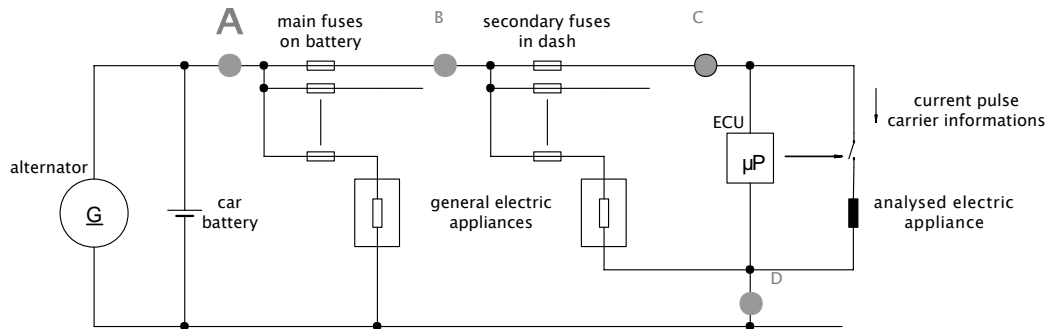 A
main fuses
on battery
B
secondary fuses
in dash
C
current pulse
carrier informations
ECU
µP
alternator
G
car
battery
general electric
appliances
analysed electric
appliance
D